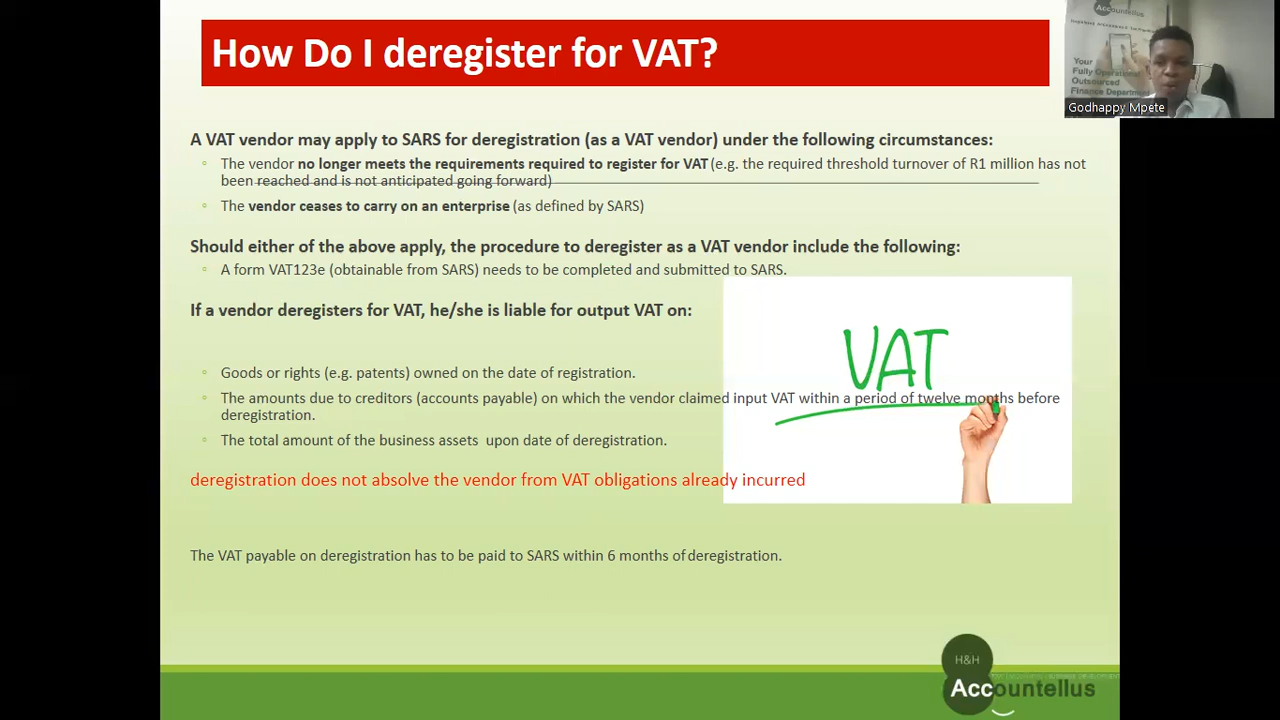 How Do I deregister for VAT?
Accountellus
Your
Fully Operational
Outsourced
Finance Department
Godhappy Mpete
A VAT vendor may apply to SARS for deregistration (as a VAT vendor) under the following circumstances:
◦ The vendor no longer meets the requirements required to register for VAT (e.g. the required threshold turnover of R1 million has not
been reached and is not anticipated going forward)
◦ The vendor ceases to carry on an enterprise (as defined by SARS)
Should either of the above apply, the procedure to deregister as a VAT vendor include the following:
◦ A form VAT123e (obtainable from SARS) needs to be completed and submitted to SARS.
If a vendor deregisters for VAT, he/she is liable for output VAT on:
VAT
◦ Goods or rights (e.g. patents) owned on the date of registration.
◦ The amounts due to creditors (accounts payable) on which the vendor claimed input VAT within a period of twelve months before
deregistration.
◦ The total amount of the business assets upon date of deregistration.
deregistration does not absolve the vendor from VAT obligations already incurred
The VAT payable on deregistration has to be paid to SARS within 6 months of deregistration.
H&H
Accountellus